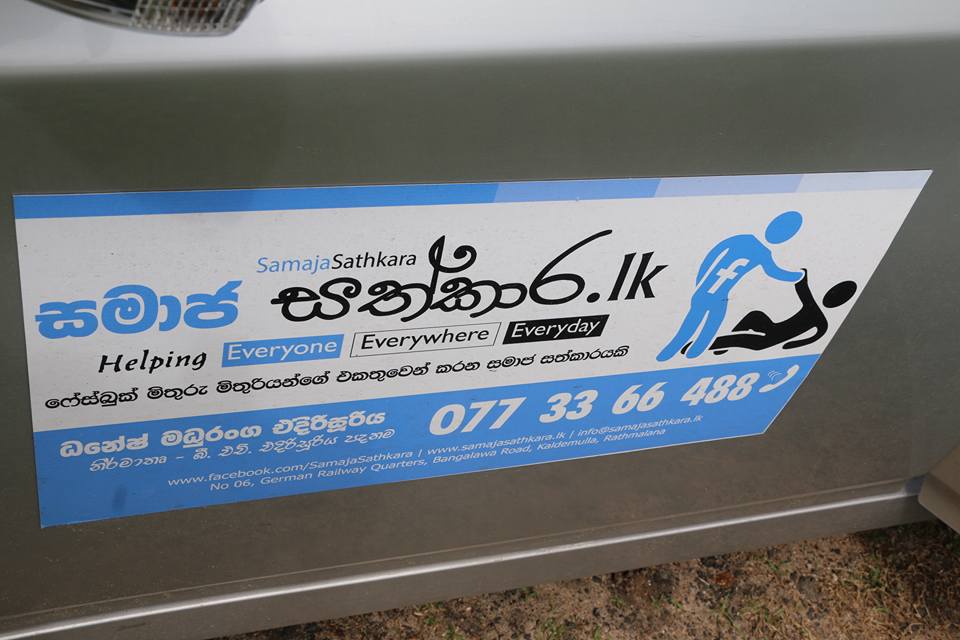 SamajaSathkara
සමාජ සත්කාර.lk
Helping Everyone Everywhere Everyday
ෆේස්බුක් මිතුරු මිතුරියන්ගේ එකතුවෙන් කරන සමාජ සත්කාරයකි
ධනේෂ් මධුරංග එදිරිසූරිය
නිර්මාතෘ - බී. එච්. එදිරිසූරිය පදනම
077 33 66 488
www.facebook.com/SamajaSathkara | www.samajasathkara.lk | info@samajasathkara.lk
No 06, German Railway Quarters, Bangalawa Road, Kaldemulla, Rathmalana
f